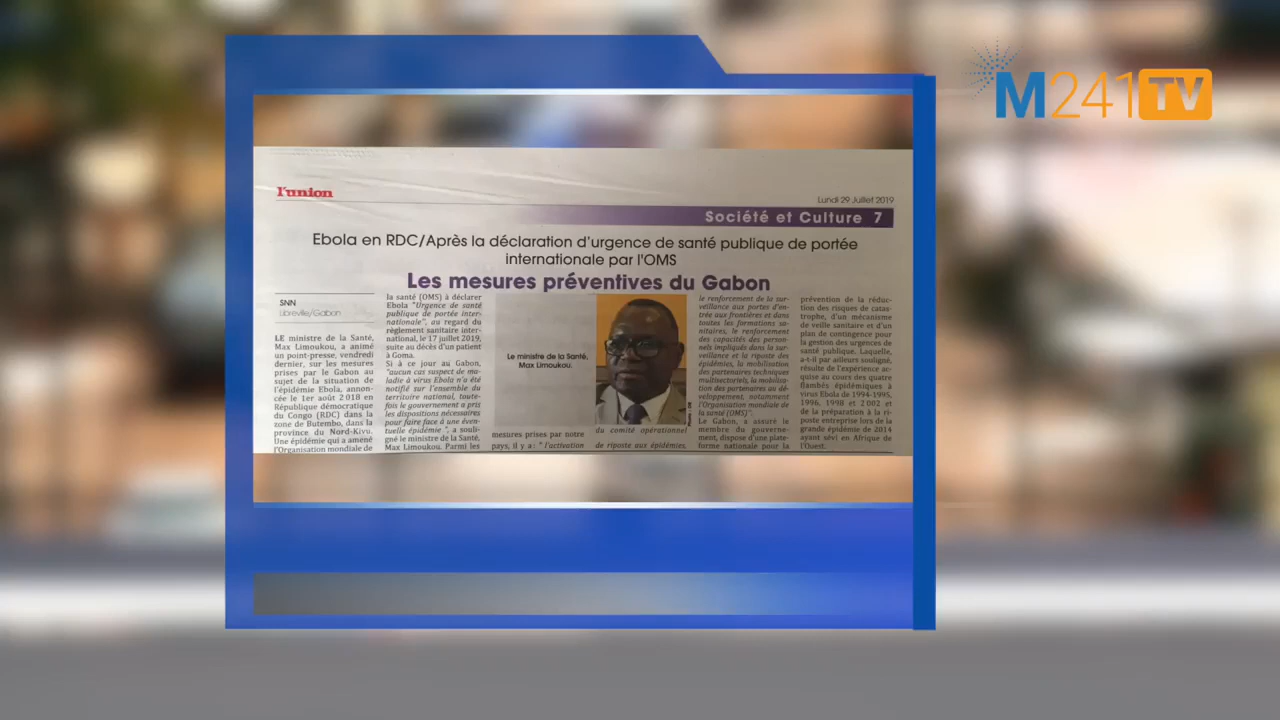 M241TV
l'union
Lundi 29 Juillet 2019
Société et Culture 7
Ebola en RDC/Après la déclaration d'urgence de santé publique de portée
internationale par l'OMS
Les mesures préventives du Gabon
SNN
Libreville/Gabon
LE ministre de la Santé,
Max Limoukou, a animé
un point-presse, vendredi
dernier, sur les mesures
prises par le Gabon au
sujet de la situation de
l'épidémie Ebola, annon-
cée le 1er août 2018 en
République démocratique
du Congo (RDC) dans la
zone de Butembo, dans la
province du Nord-Kivu.
Une épidémie qui a amené
l'Organisation mondiale de
la santé (OMS) à déclarer
Ebola "Urgence de santé
publique de portée inter-
nationale", au regard du
règlement sanitaire inter-
national, le 17 juillet 2019,
suite au décès d'un patient
à Goma.
Si à ce jour au Gabon,
"aucun cas suspect de ma-
ladie à virus Ebola n'a été
notifié sur l'ensemble du
territoire national, toute-
fois le gouvernement a pris
les dispositions nécessaires
pour faire face à une éven-
tuelle épidémie", a souli-
gné le ministre de la Santé,
Max Limoukou. Parmi les
Le ministre de la Santé,
Max Limoukou.
mesures prises par notre
pays, il y a : "l'activation
du comité opérationnel
de riposte aux épidémies,
le renforcement de la sur-
veillance aux portes d'en-
trée aux frontières et dans
toutes les formations sa-
nitaires, le renforcement
des capacités des person-
nels impliqués dans la sur-
veillance et la riposte des
épidémies, la mobilisation
des partenaires techniques
multisectoriels, la mobilisa-
tion des partenaires au dé-
veloppement, notamment
l'Organisation mondiale de
la santé (OMS)".
Le Gabon, a assuré le
membre du gouverne-
ment, dispose d'une plate-
forme nationale pour la
prévention de la réduc-
tion des risques de catas-
trophe, d'un mécanisme
de veille sanitaire et d'un
plan de contingence pour
la gestion des urgences de
santé publique. Laquelle,
a-t-il par ailleurs souligné,
résulte de l'expérience ac-
quise au cours des quatre
flambés épidémiques à
virus Ebola de 1994-1995,
1996, 1998 et 2002 et
de la préparation à la ri-
poste entreprise lors de la
grande épidémie de 2014
ayant sévi en Afrique de
l'Ouest.